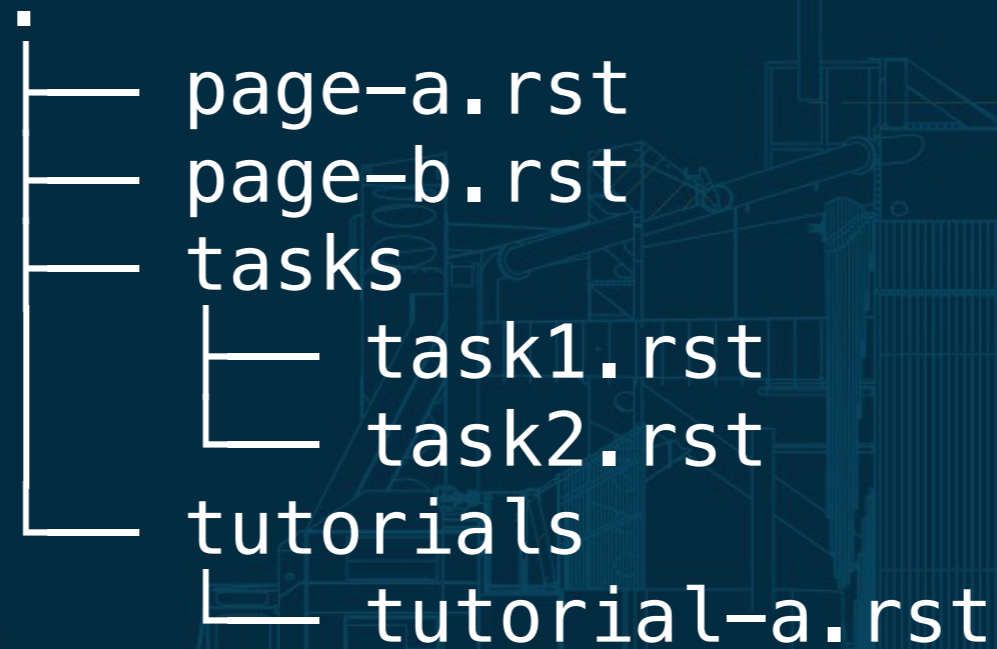 .
├── page-a.rst
├── page-b.rst
├── tasks
│   ├── task1.rst
│   └── task2.rst
└── tutorials
    └── tutorial-a.rst